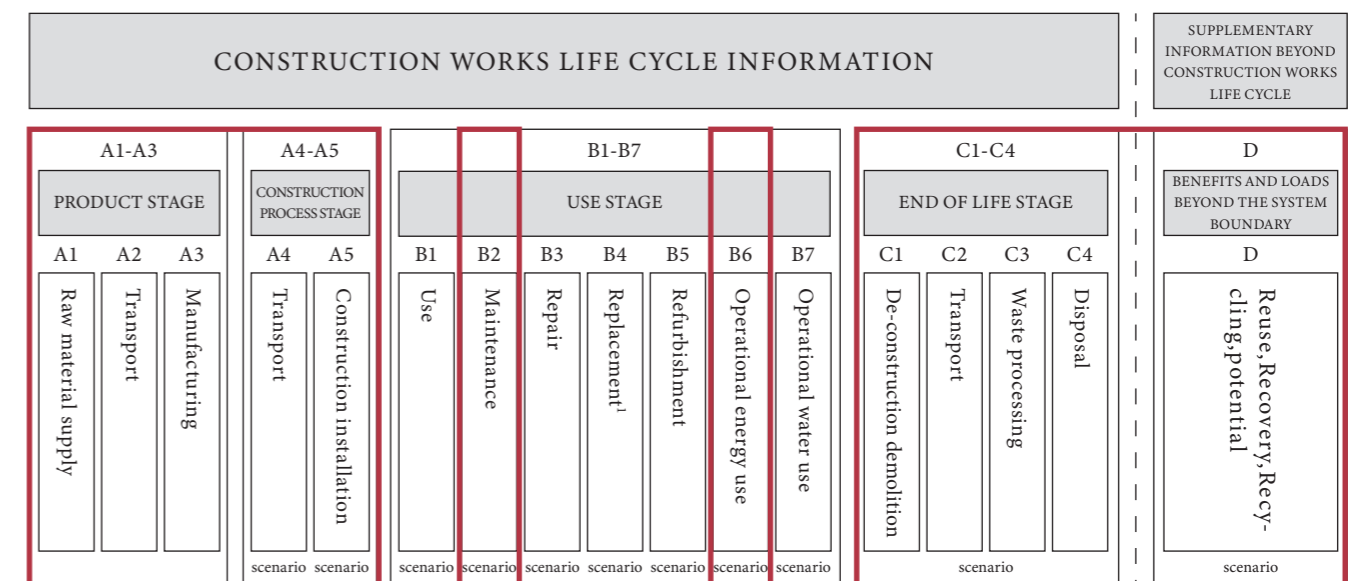 CONSTRUCTION WORKS LIFE CYCLE INFORMATION
SUPPLEMENTARY
INFORMATION BEYOND
CONSTRUCTION WORKS
LIFE CYCLE
A1-A3
A4-A5
B1-B7
C1-C4
D
PRODUCT STAGE
CONSTRUCTION
PROCESS STAGE
USE STAGE
END OF LIFE STAGE
BENEFITS AND LOADS
BEYOND THE SYSTEM
BOUNDARY
A1
A2
A3
A4
A5
B1
B2
B3
B4
B5
B6
B7
C1
C2
C3
C4
D
Raw material supply
Transport
Manufacturing
Transport
Construction installation
Use
Maintenance
Repair
Replacement¹
Refurbishment
Operational energy use
Operational water use
De-construction demolition
Transport
Waste processing
Disposal
Reuse,Recovery,Recy-
cling,potential
scenario
scenario
scenario
scenario
scenario
scenario
scenario
scenario
scenario
scenario
scenario